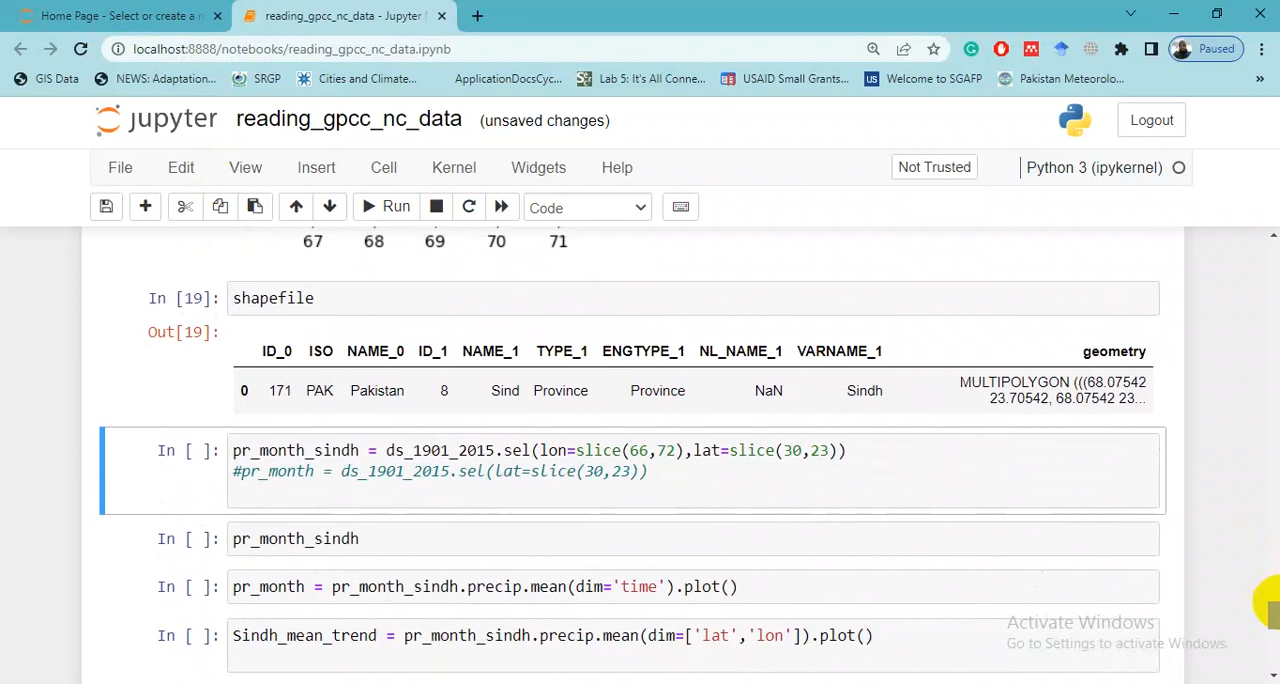 Home Page - Select or create a n
reading_gpcc_nc_data - Jupyter N
localhost:8888/notebooks/reading_gpcc_nc_data.ipynb
Paused
GIS Data
NEWS: Adaptation...
SRGP
Cities and Climate...
ApplicationDocsCyc...
Lab 5: It's All Conne...
USAID Small Grants...
US
Welcome to SGAFP
Pakistan Meteorolo...
»
jupyter reading_gpcc_nc_data (unsaved changes)
Logout
File Edit View Insert Cell Kernel Widgets Help
Not Trusted
Python 3 (ipykernel)
Run
Code
67 68 69 70 71
In [19]: shapefile
Out[19]:
ID_0 ISO NAME_0 ID_1 NAME_1 TYPE_1 ENGTYPE_1 NL_NAME_1 VARNAME_1 geometry
0 171 PAK Pakistan 8 Sind Province Province NaN Sindh MULTIPOLYGON (((68.07542
23.70542, 68.07542 23...
In [ ]: pr_month_sindh = ds_1901_2015.sel(lon=slice(66,72),lat=slice(30,23))
#pr_month = ds_1901_2015.sel(lat=slice(30,23))
In [ ]: pr_month_sindh
In [ ]: pr_month = pr_month_sindh.precip.mean(dim='time').plot()
In [ ]: Sindh_mean_trend = pr_month_sindh.precip.mean(dim=['lat','lon']).plot()
Activate Windows
Go to Settings to activate Windows.